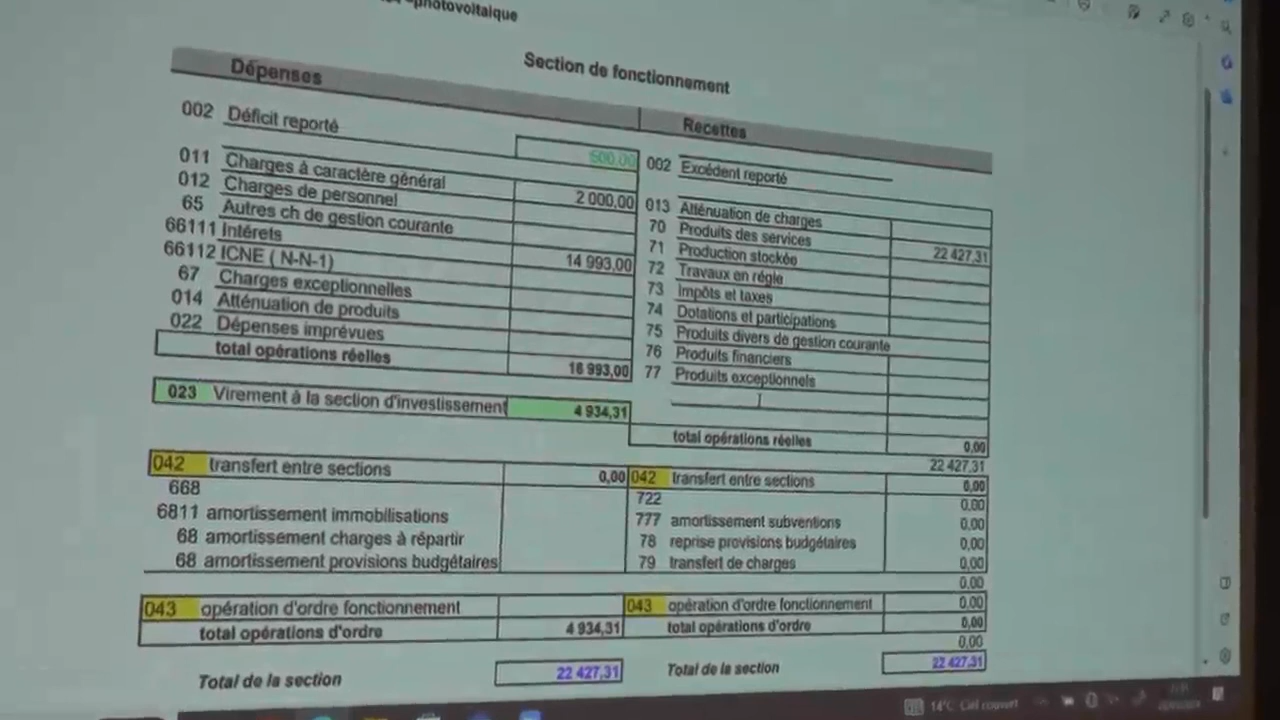 photovoltaïque
Section de fonctionnement
Dépenses
Recettes
002 Déficit reporté 500,00
002 Excédent reporté
011 Charges à caractère général 2 000,00
012 Charges de personnel
65 Autres ch de gestion courante
66111 Intérets 14 993,00
66112 ICNE ( N-N-1)
67 Charges exceptionnelles
014 Atténuation de produits
022 Dépenses imprévues
total opérations réelles 16 993,00
013 Atténuation de charges
70 Produits des services 22 427,31
71 Production stockée
72 Travaux en régie
73 Impôts et taxes
74 Dotations et participations
75 Produits divers de gestion courante
76 Produits financiers
77 Produits exceptionnels
023 Virement à la section d'investissement 4 934,31
total opérations réelles 0,00
22 427,31
042 transfert entre sections 0,00
668
6811 amortissement immobilisations
68 amortissement charges à répartir
68 amortissement provisions budgétaires
042 transfert entre sections 0,00
722 0,00
777 amortissement subventions 0,00
78 reprise provisions budgétaires 0,00
79 transfert de charges 0,00
0,00
043 opération d'ordre fonctionnement
total opérations d'ordre 4 934,31
043 opération d'ordre fonctionnement 0,00
total opérations d'ordre 0,00
0,00
Total de la section 22 427,31
Total de la section 22 427,31
14°C Ciel couvert